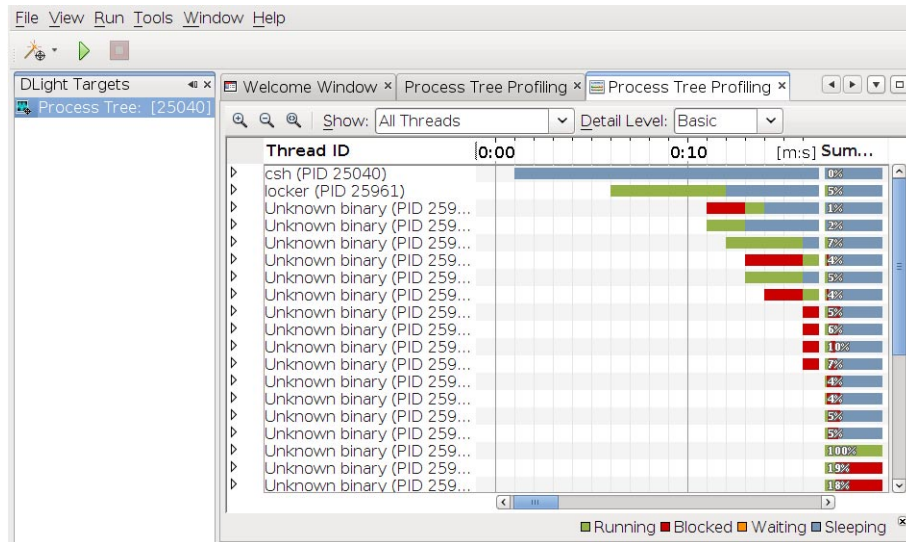 File View Run Tools Window Help
DLight Targets
Process Tree: [25040]
Welcome Window × Process Tree Profiling × Process Tree Profiling ×
Show: All Threads Detail Level: Basic
Thread ID 0:00 0:10 [m:s] Sum...
csh (PID 25040) 0%
locker (PID 25961) 5%
Unknown binary (PID 259... 1%
Unknown binary (PID 259... 2%
Unknown binary (PID 259... 7%
Unknown binary (PID 259... 4%
Unknown binary (PID 259... 5%
Unknown binary (PID 259... 4%
Unknown binary (PID 259... 5%
Unknown binary (PID 259... 6%
Unknown binary (PID 259... 10%
Unknown binary (PID 259... 7%
Unknown binary (PID 259... 4%
Unknown binary (PID 259... 4%
Unknown binary (PID 259... 5%
Unknown binary (PID 259... 5%
Unknown binary (PID 259... 100%
Unknown binary (PID 259... 19%
Unknown binary (PID 259... 18%
Running Blocked Waiting Sleeping